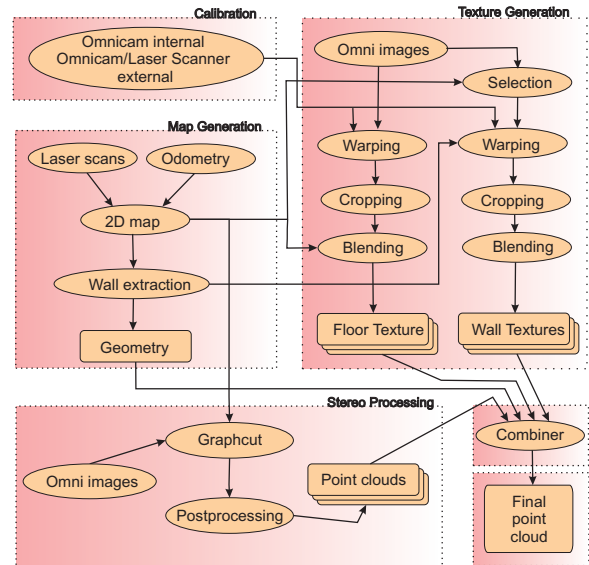 Calibration
Omnicam internal
Omnicam/Laser Scanner
external
Texture Generation
Omni images
Selection
Warping
Warping
Cropping
Cropping
Blending
Blending
Floor Texture
Wall Textures
Map Generation
Laser scans
Odometry
2D map
Wall extraction
Geometry
Stereo Processing
Graphcut
Omni images
Postprocessing
Point clouds
Combiner
Final
point
cloud